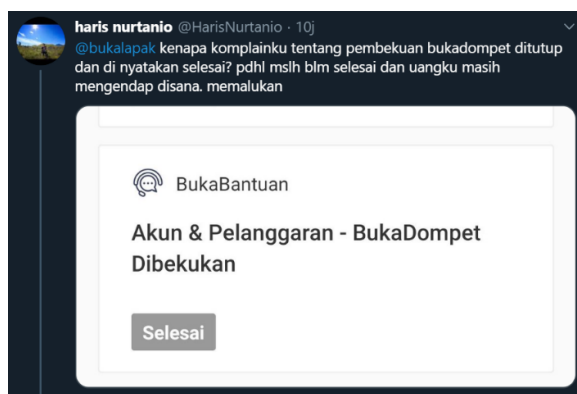 haris nurtanio @HarisNurtanio · 10j
@bukalapak kenapa komplainku tentang pembekuan bukadompet ditutup
dan di nyatakan selesai? pdhl mslh blm selesai dan uangku masih
mengendap disana. memalukan
BukaBantuan
Akun & Pelanggaran - BukaDompet
Dibekukan
Selesai